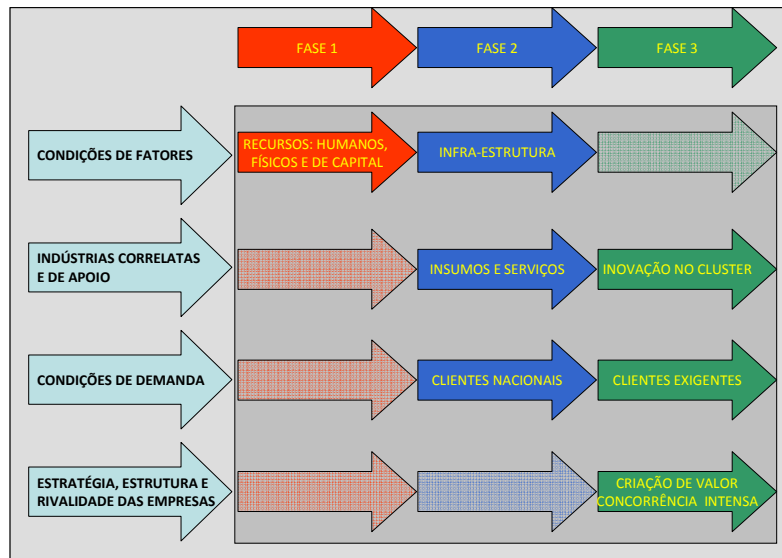 FASE 1
FASE 2
FASE 3
CONDIÇÕES DE FATORES
RECURSOS: HUMANOS,
FÍSICOS E DE CAPITAL
INFRA-ESTRUTURA
INDÚSTRIAS CORRELATAS
E DE APOIO
INSUMOS E SERVIÇOS
INOVAÇÃO NO CLUSTER
CONDIÇÕES DE DEMANDA
CLIENTES NACIONAIS
CLIENTES EXIGENTES
ESTRATÉGIA, ESTRUTURA E
RIVALIDADE DAS EMPRESAS
CRIAÇÃO DE VALOR
CONCORRÊNCIA INTENSA